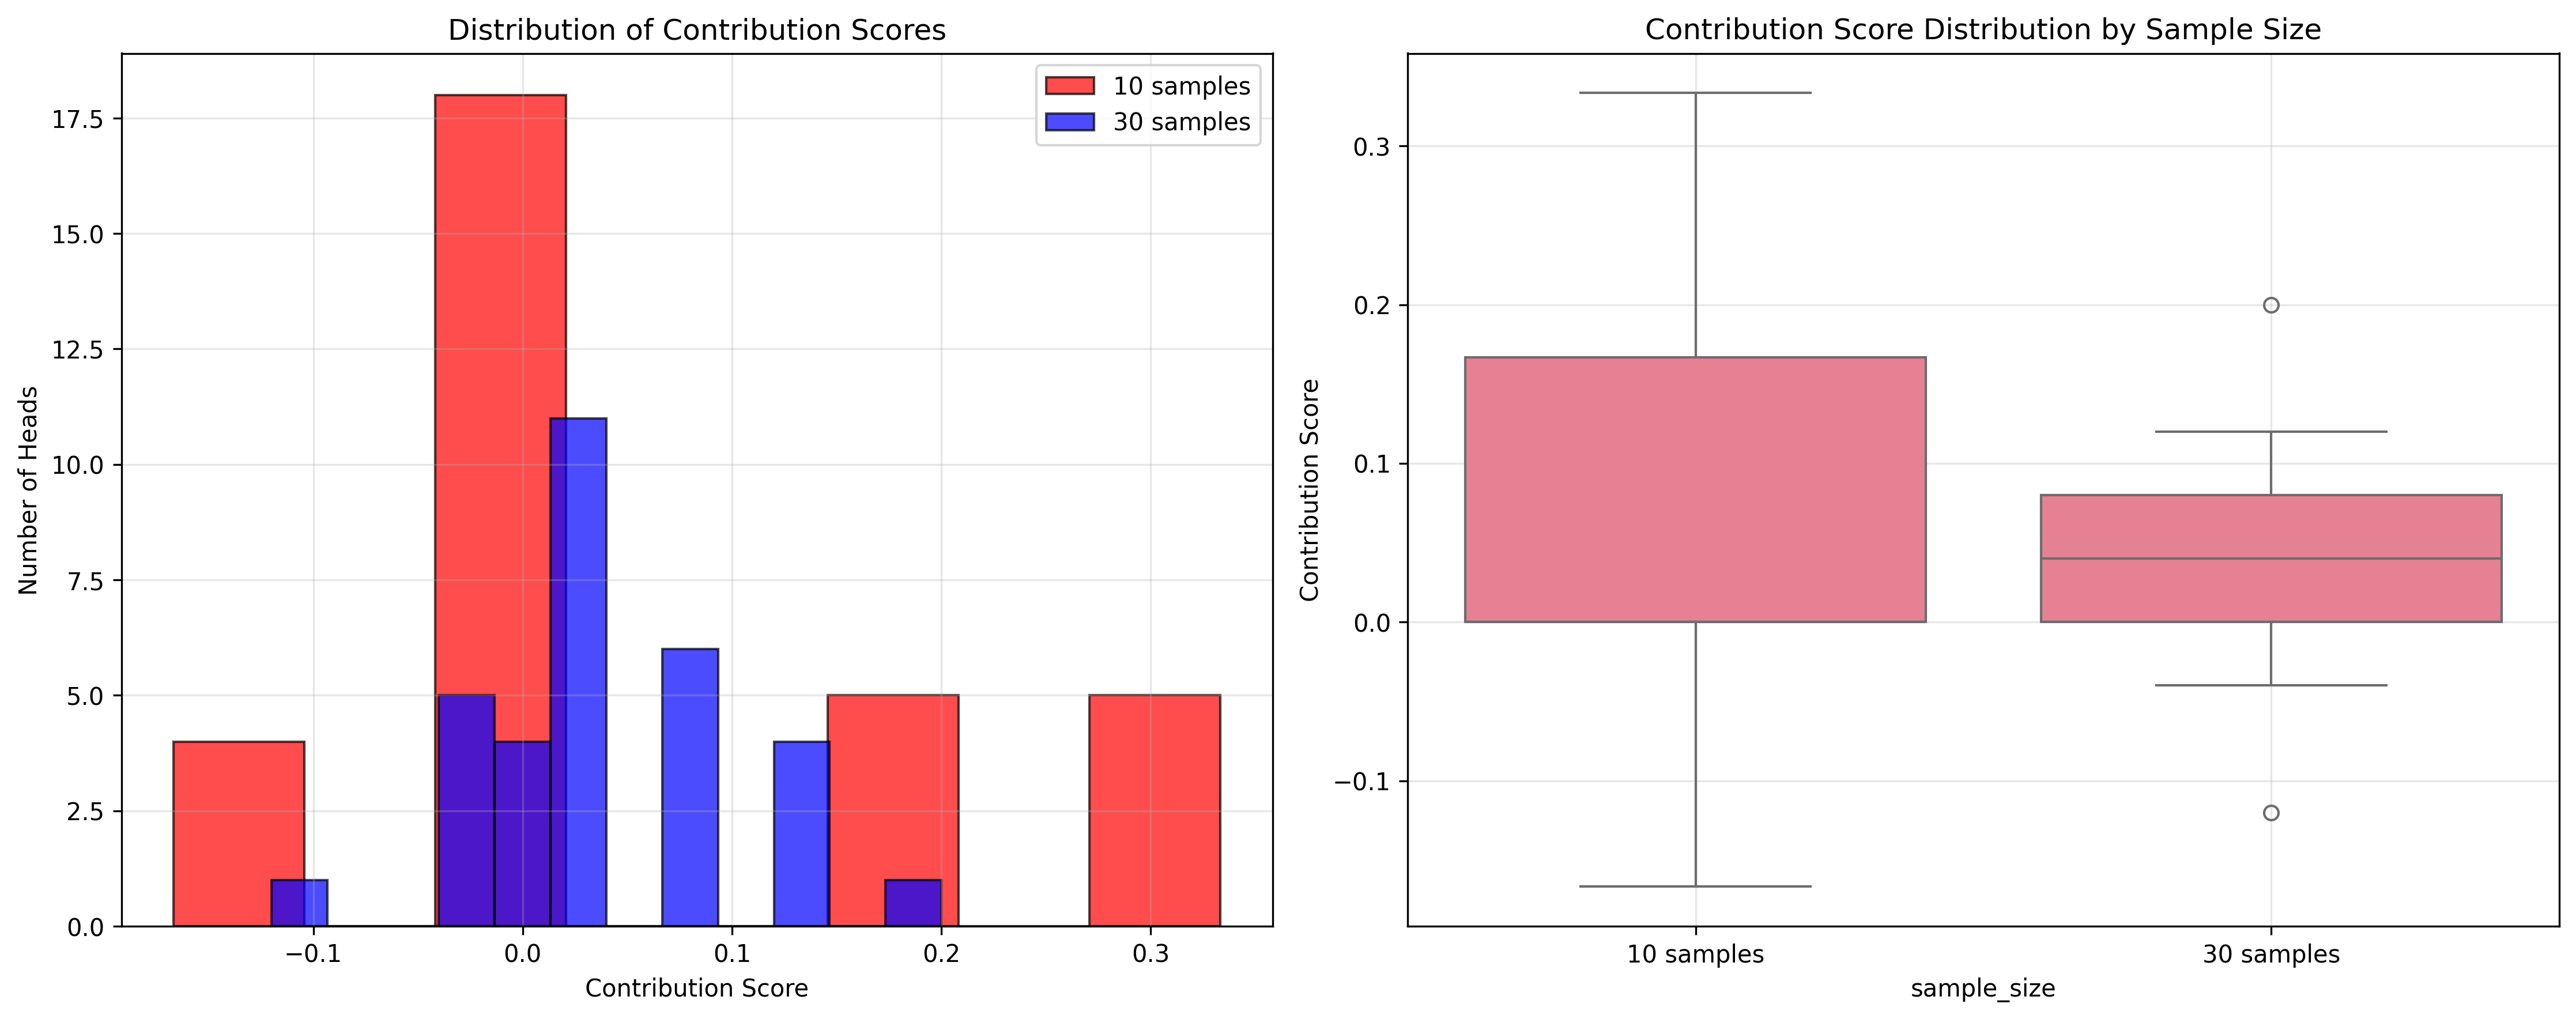 Distribution of Contribution Scores
10 samples
30 samples
17.5
15.0
12.5
10.0
7.5
5.0
2.5
0.0
Number of Heads
−0.1
0.0
0.1
0.2
0.3
Contribution Score
Contribution Score Distribution by Sample Size
0.3
0.2
0.1
0.0
−0.1
Contribution Score
10 samples
30 samples
sample_size